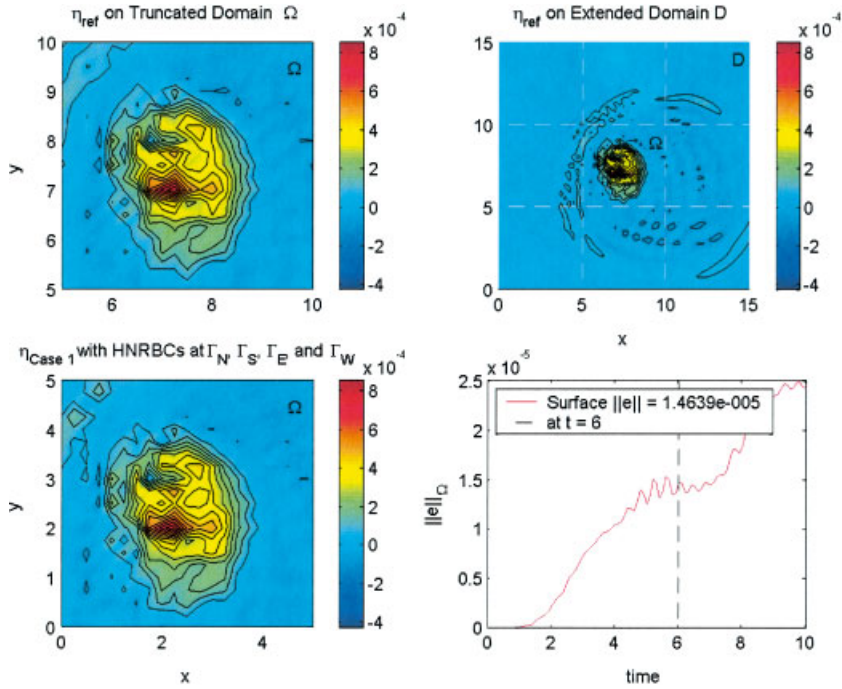 η_ref on Truncated Domain Ω
η_ref on Extended Domain D
x 10^-4
x 10^-4
10
9
8
7
6
5
y
Ω
8
6
4
2
0
-2
-4
6
8
10
15
10
5
0
y
D
Ω
8
6
4
2
0
-2
-4
0
5
10
15
x
η_Case 1 with HNRBCs at Γ_N, Γ_S, Γ_E and Γ_W
x 10^-4
x 10^-5
5
4
3
2
1
0
y
Ω
8
6
4
2
0
-2
-4
0
2
4
x
2.5
2
1.5
1
0.5
0
||e||_Ω
Surface ||e|| = 1.4639e-005
at t = 6
0
2
4
6
8
10
time